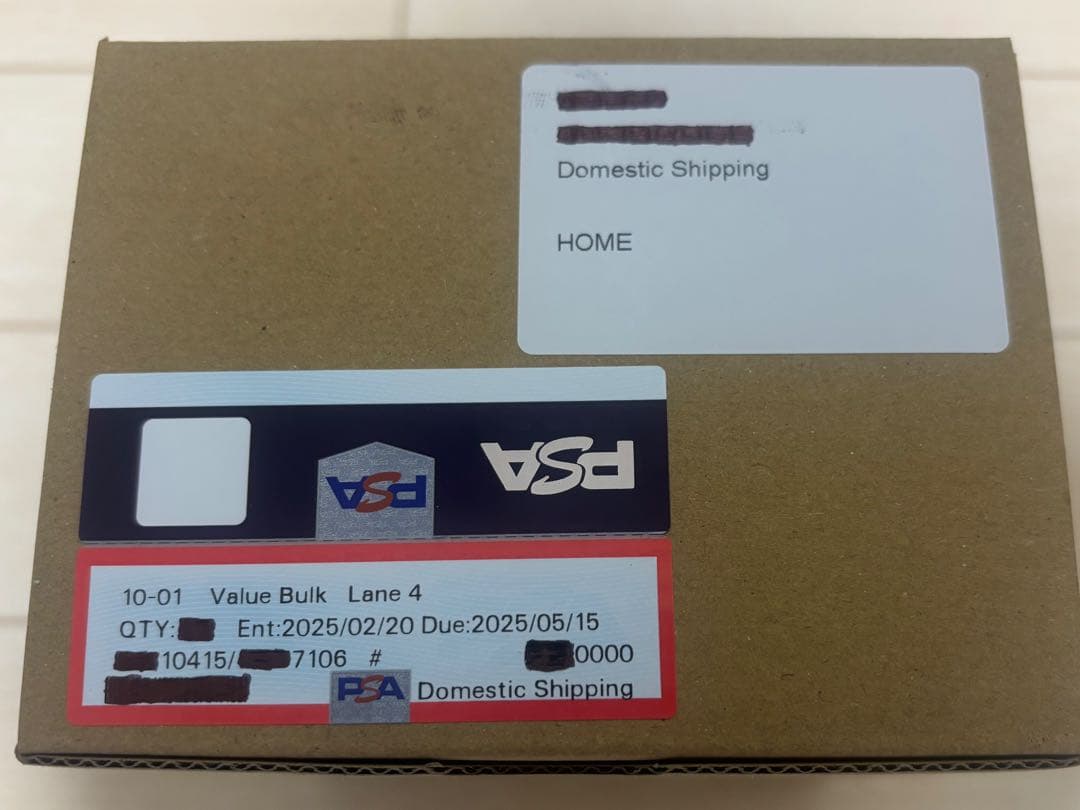 Domestic Shipping
HOME
PSA
PSA
10-01 Value Bulk Lane 4
QTY: Ent:2025/02/20 Due:2025/05/15
10415/ 7106 # 0000
PSA Domestic Shipping